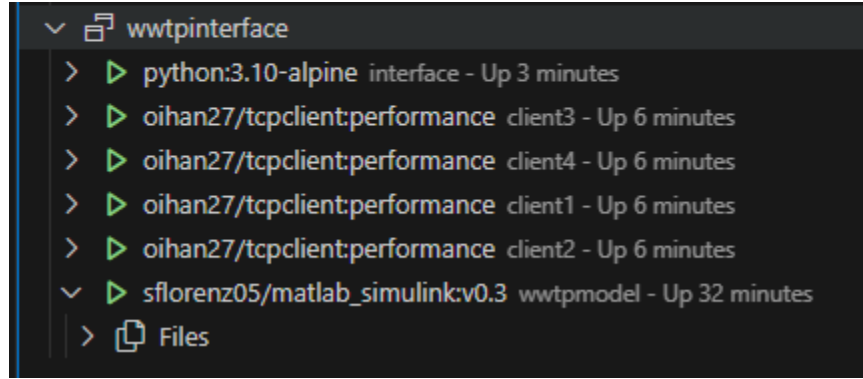 wwtpinterface
python:3.10-alpine interface - Up 3 minutes
oihan27/tcpclient:performance client3 - Up 6 minutes
oihan27/tcpclient:performance client4 - Up 6 minutes
oihan27/tcpclient:performance client1 - Up 6 minutes
oihan27/tcpclient:performance client2 - Up 6 minutes
sflorenz05/matlab_simulink:v0.3 wwtpmodel - Up 32 minutes
Files